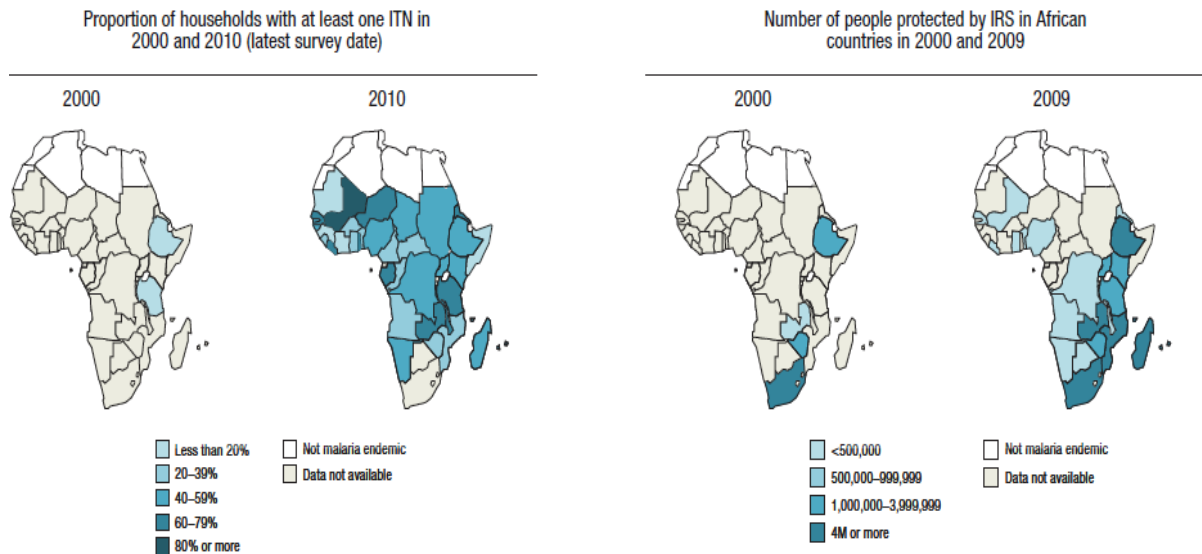 Proportion of households with at least one ITN in
2000 and 2010 (latest survey date)
2000
2010
Less than 20%
20–39%
40–59%
60–79%
80% or more
Not malaria endemic
Data not available
Number of people protected by IRS in African
countries in 2000 and 2009
2000
2009
<500,000
500,000–999,999
1,000,000–3,999,999
4M or more
Not malaria endemic
Data not available